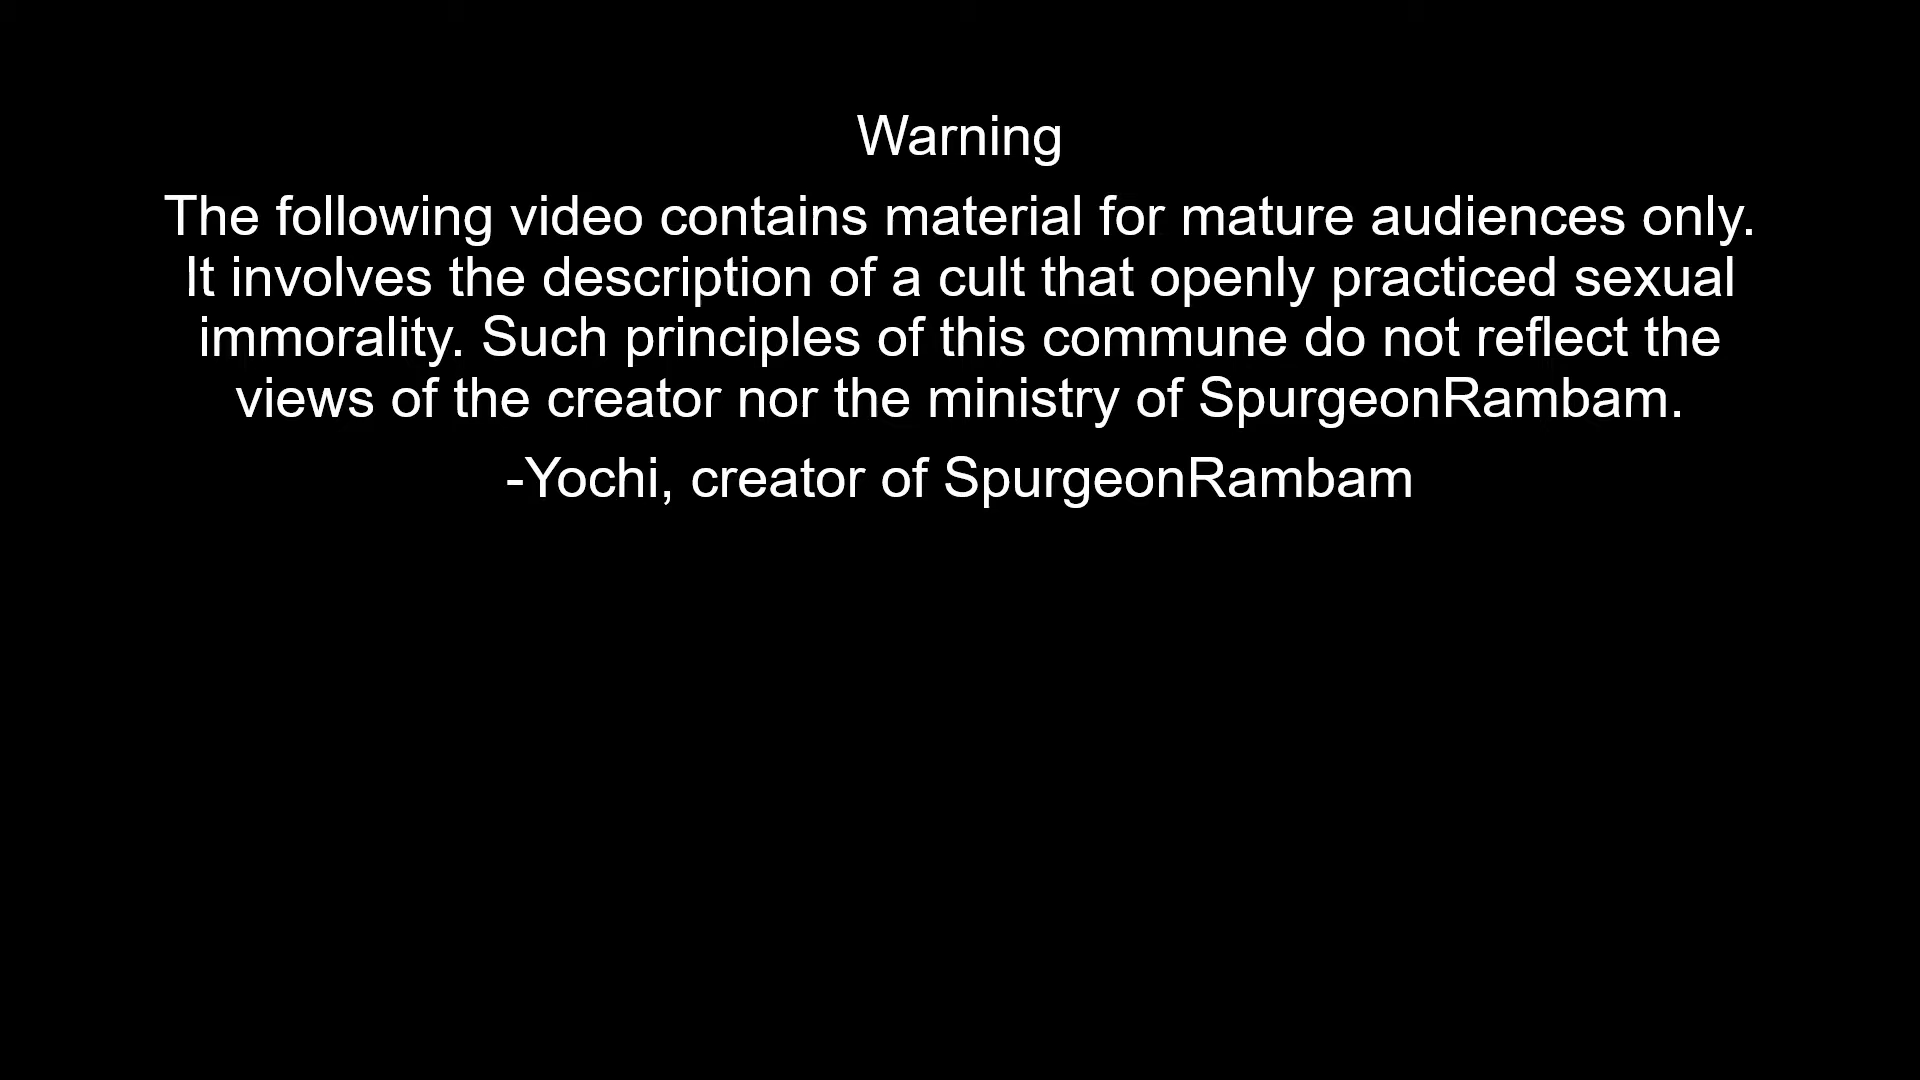 Warning
The following video contains material for mature audiences only.
It involves the description of a cult that openly practiced sexual
immorality. Such principles of this commune do not reflect the
views of the creator nor the ministry of SpurgeonRambam.
-Yochi, creator of SpurgeonRambam